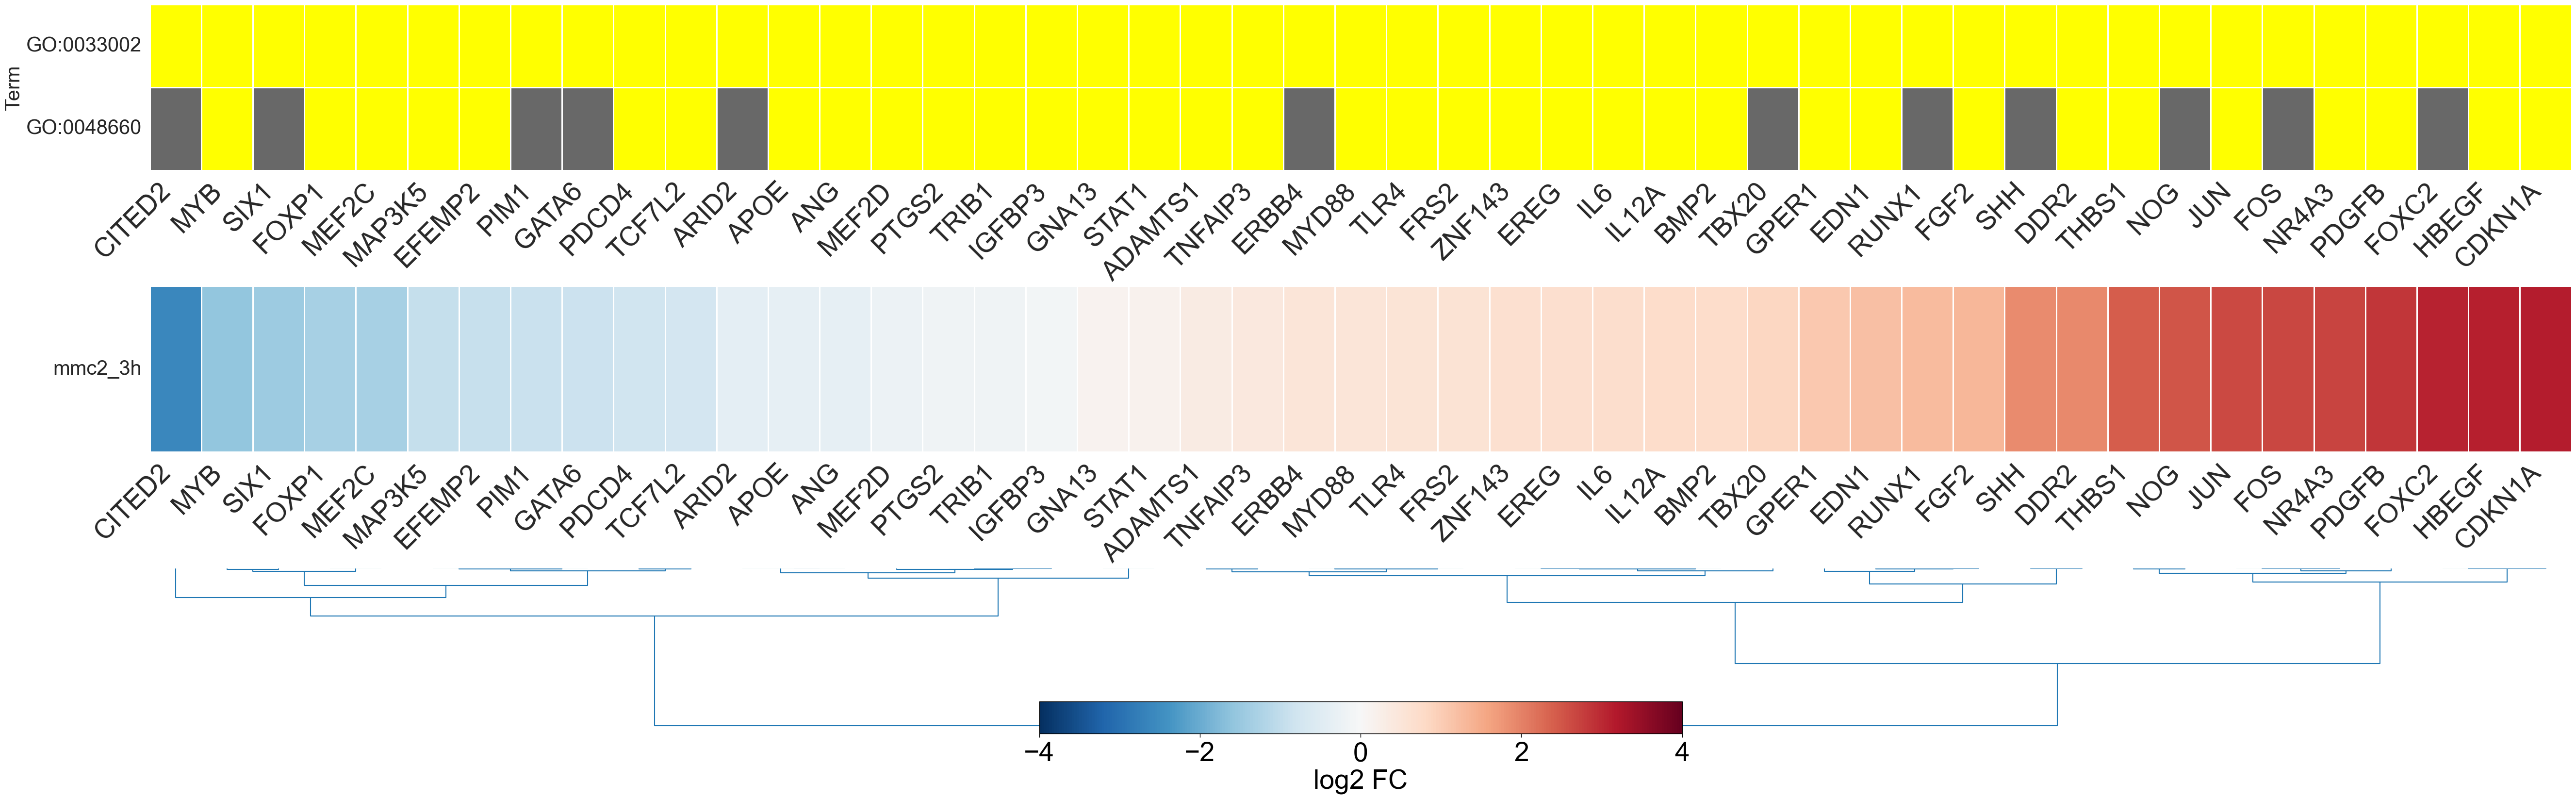 Term
GO:0033002
GO:0048660
CITED2 MYB SIX1 FOXP1 MEF2C MAP3K5 EFEMP2 PIM1 GATA6 PDCD4 TCF7L2 ARID2 APOE ANG MEF2D PTGS2 TRIB1 IGFBP3 GNA13 STAT1 ADAMTS1 TNFAIP3 ERBB4 MYD88 TLR4 FRS2 ZNF143 EREG IL6 IL12A BMP2 TBX20 GPER1 EDN1 RUNX1 FGF2 SHH DDR2 THBS1 NOG JUN FOS NR4A3 PDGFB FOXC2 HBEGF CDKN1A
mmc2_3h
CITED2 MYB SIX1 FOXP1 MEF2C MAP3K5 EFEMP2 PIM1 GATA6 PDCD4 TCF7L2 ARID2 APOE ANG MEF2D PTGS2 TRIB1 IGFBP3 GNA13 STAT1 ADAMTS1 TNFAIP3 ERBB4 MYD88 TLR4 FRS2 ZNF143 EREG IL6 IL12A BMP2 TBX20 GPER1 EDN1 RUNX1 FGF2 SHH DDR2 THBS1 NOG JUN FOS NR4A3 PDGFB FOXC2 HBEGF CDKN1A
−4 −2 0 2 4
log2 FC